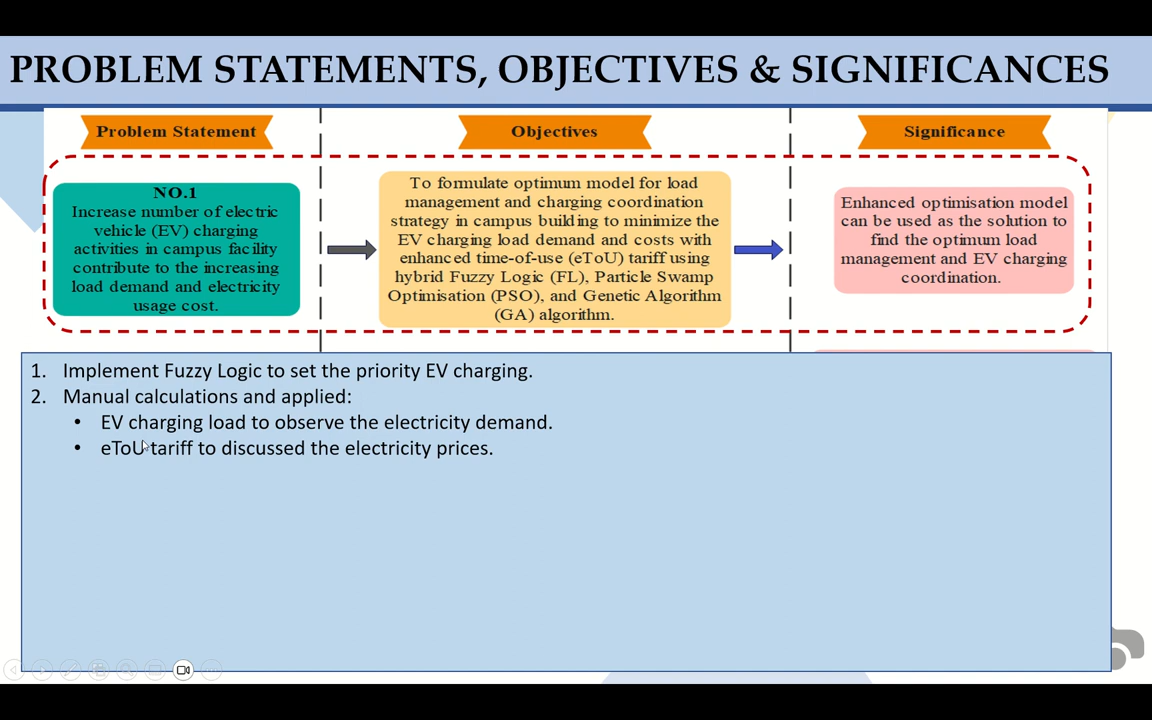 PROBLEM STATEMENTS, OBJECTIVES & SIGNIFICANCES
Problem Statement
Objectives
Significance
NO.1
Increase number of electric
vehicle (EV) charging
activities in campus facility
contribute to the increasing
load demand and electricity
usage cost.
To formulate optimum model for load
management and charging coordination
strategy in campus building to minimize the
EV charging load demand and costs with
enhanced time-of-use (eToU) tariff using
hybrid Fuzzy Logic (FL), Particle Swamp
Optimisation (PSO), and Genetic Algorithm
(GA) algorithm.
Enhanced optimisation model
can be used as the solution to
find the optimum load
management and EV charging
coordination.
1. Implement Fuzzy Logic to set the priority EV charging.
2. Manual calculations and applied:
• EV charging load to observe the electricity demand.
• eToU tariff to discussed the electricity prices.